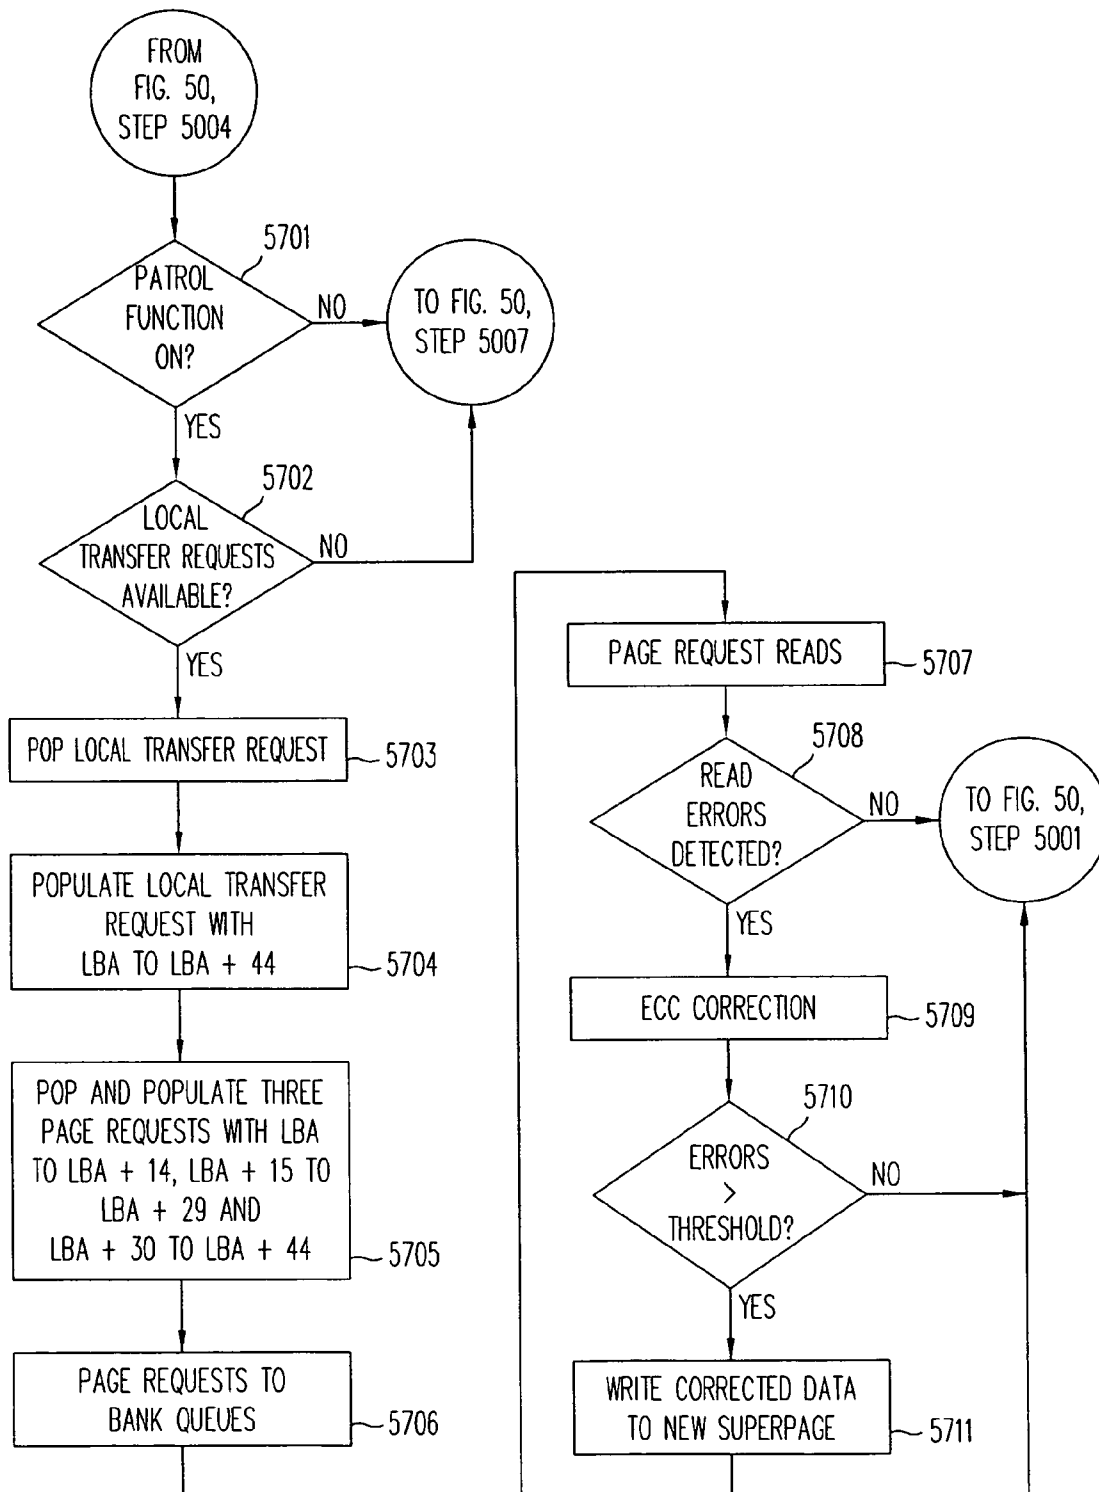 FROM
FIG. 50,
STEP 5004
5701
PATROL
FUNCTION
ON?
NO
TO FIG. 50,
STEP 5007
YES
5702
LOCAL
TRANSFER REQUESTS
AVAILABLE?
NO
YES
POP LOCAL TRANSFER REQUEST
5703
POPULATE LOCAL TRANSFER
REQUEST WITH
LBA TO LBA + 44
5704
POP AND POPULATE THREE
PAGE REQUESTS WITH LBA
TO LBA + 14, LBA + 15 TO
LBA + 29 AND
LBA + 30 TO LBA + 44
5705
PAGE REQUESTS TO
BANK QUEUES
5706
PAGE REQUEST READS
5707
5708
READ
ERRORS
DETECTED?
NO
TO FIG. 50,
STEP 5001
YES
ECC CORRECTION
5709
5710
ERRORS
>
THRESHOLD?
NO
YES
WRITE CORRECTED DATA
TO NEW SUPERPAGE
5711